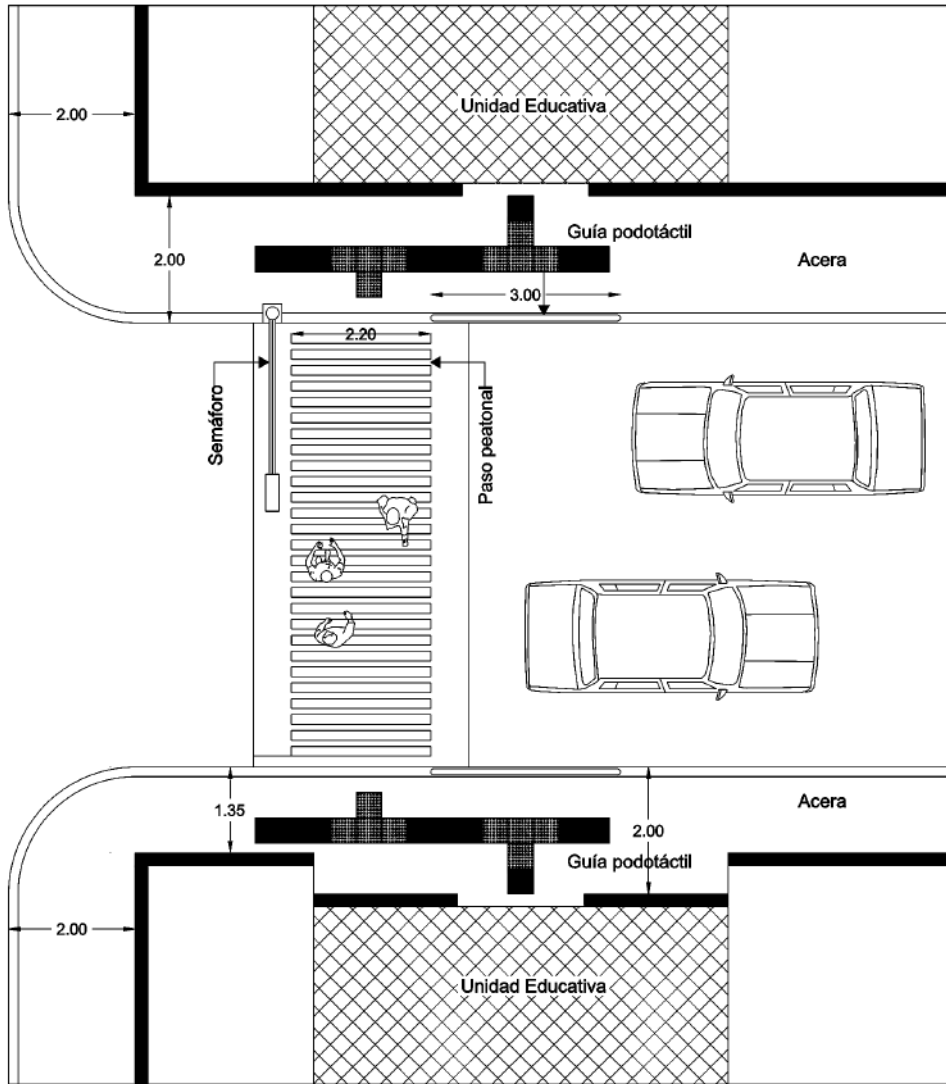 Unidad Educativa
2.00
Guía podotáctil
2.00
Acera
3.00
2.20
Semáforo
Paso peatonal
Acera
1.35
2.00
Guía podotáctil
2.00
Unidad Educativa